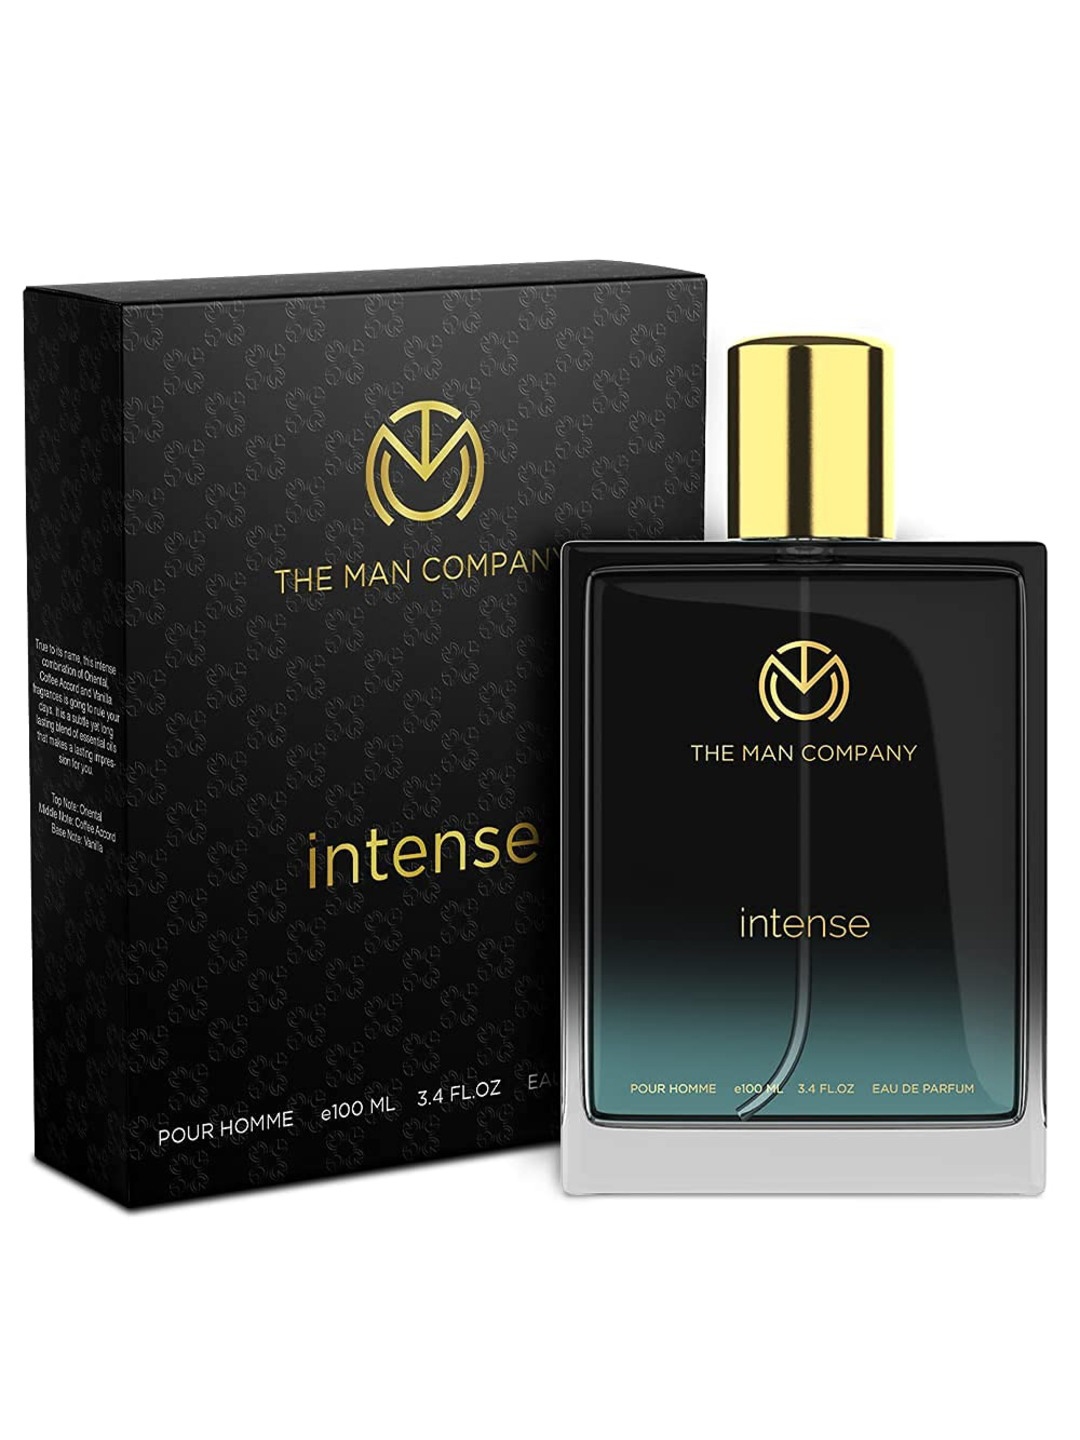 THE MAN COMPANY
intense
POUR HOMME e100 ML 3.4 FL.OZ
True to its name, this intense
combination of Oriental,
Coffee Accord and Vanilla
fragrances is going to rule your
days. It is a subtle yet long
lasting blend of essential oils
that makes a lasting impres-
sion for you.
Top Note: Oriental
Middle Note: Coffee Accord
Base Note: Vanilla
THE MAN COMPANY
intense
POUR HOMME e100 ML 3.4 FL.OZ EAU DE PARFUM